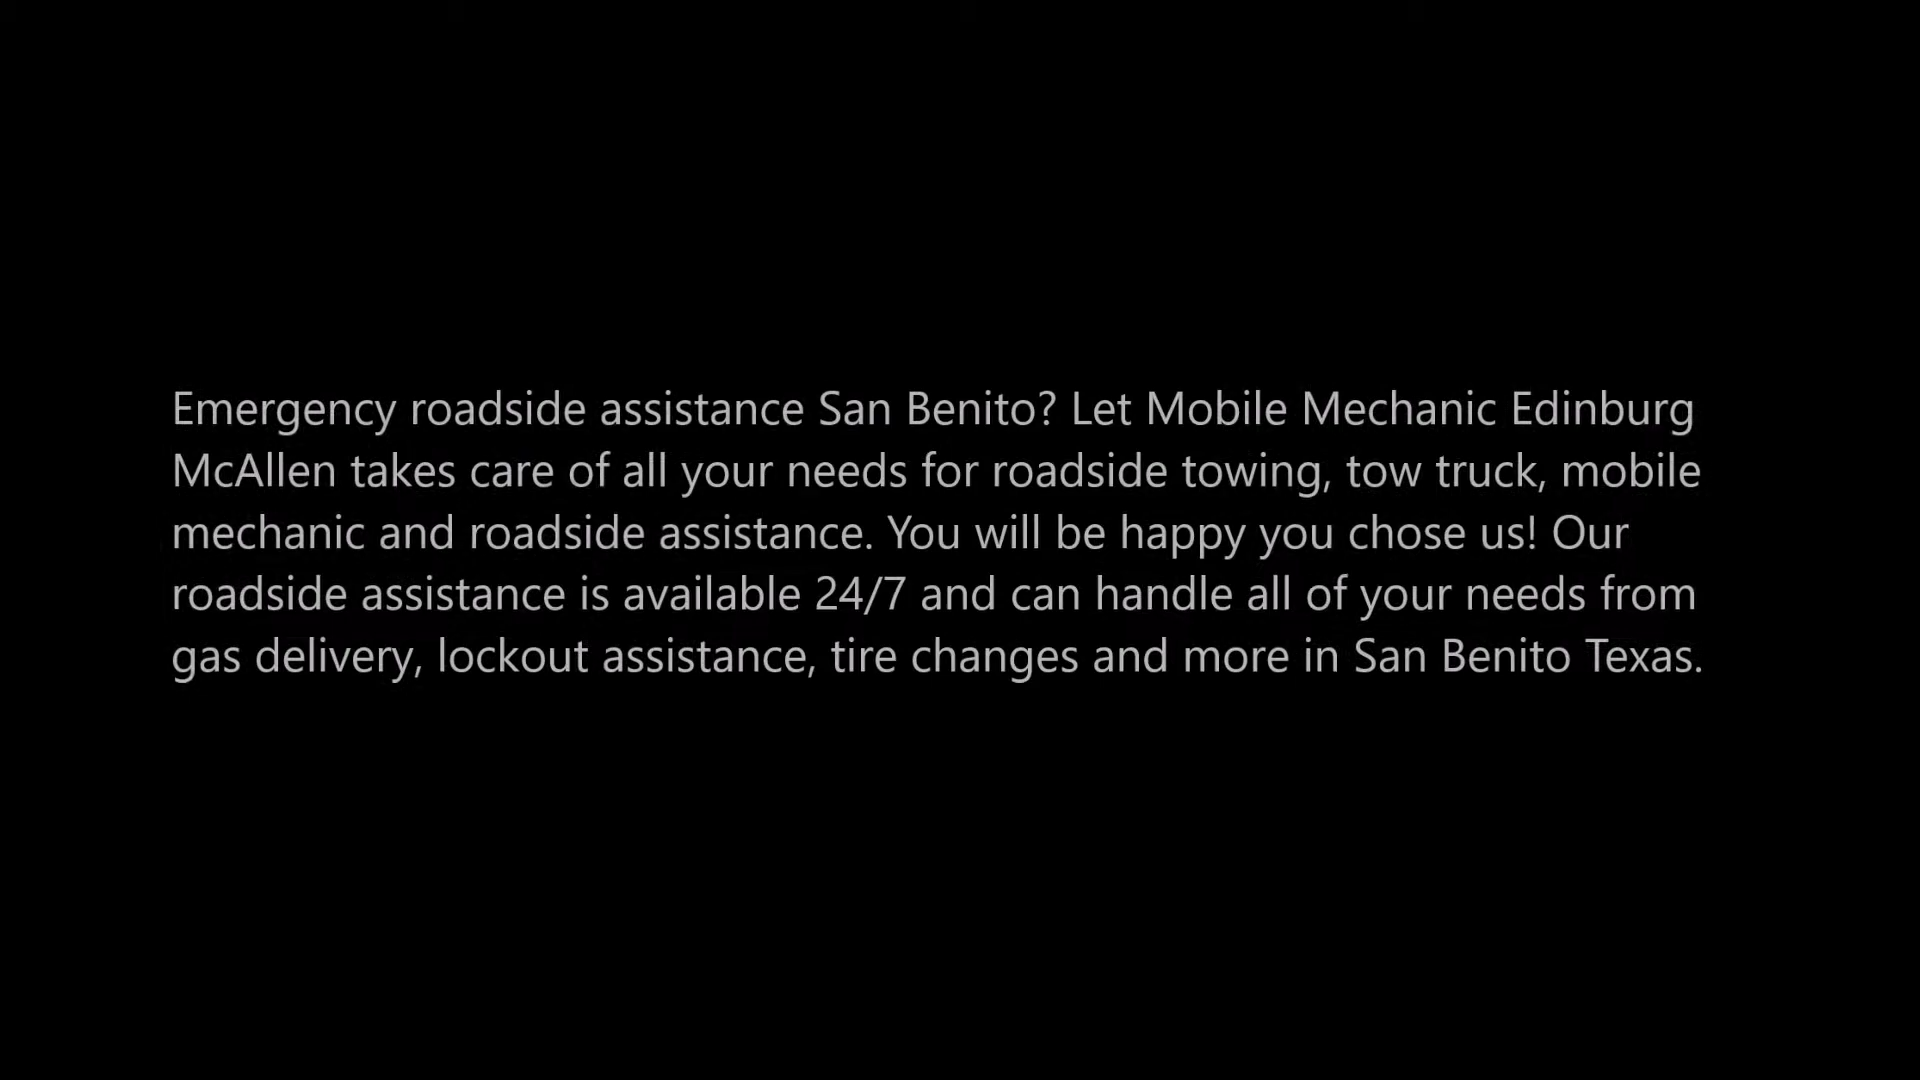 Emergency roadside assistance San Benito? Let Mobile Mechanic Edinburg
McAllen takes care of all your needs for roadside towing, tow truck, mobile
mechanic and roadside assistance. You will be happy you chose us! Our
roadside assistance is available 24/7 and can handle all of your needs from
gas delivery, lockout assistance, tire changes and more in San Benito Texas.